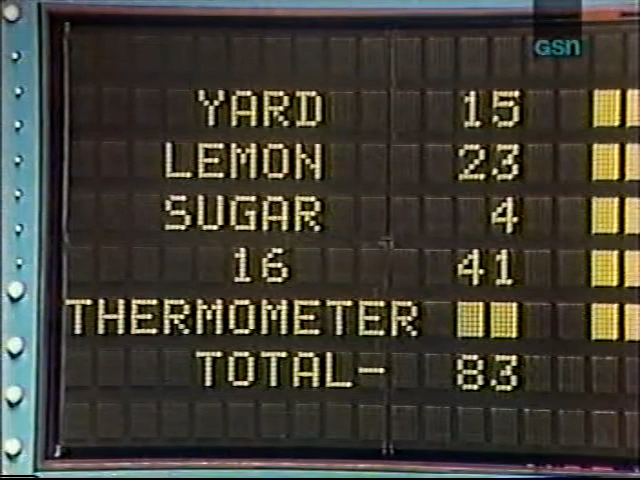 GSN
YARD 15
LEMON 23
SUGAR 4
16 41
THERMOMETER
TOTAL- 83